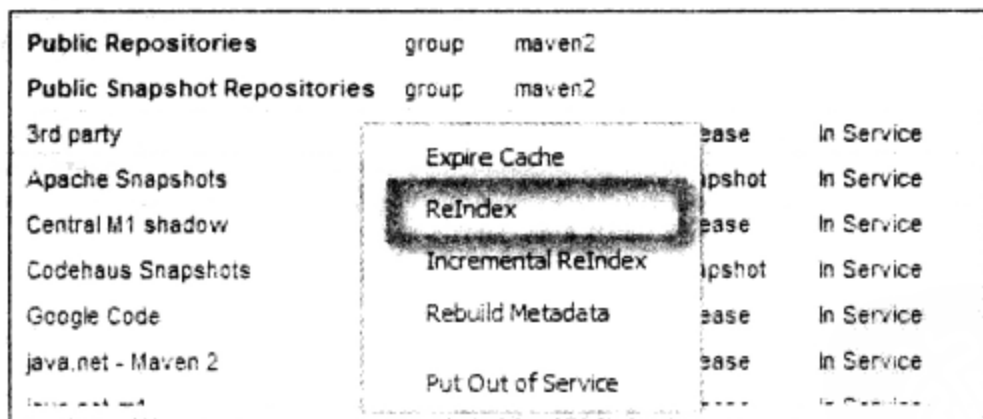 Public Repositories group maven2
Public Snapshot Repositories group maven2
3rd party ease In Service
Expire Cache
Apache Snapshots pshot In Service
ReIndex
Central M1 shadow ease In Service
Incremental ReIndex
Codehaus Snapshots pshot In Service
Google Code ease In Service
Rebuild Metadata
java.net - Maven 2 ease In Service
Put Out of Service